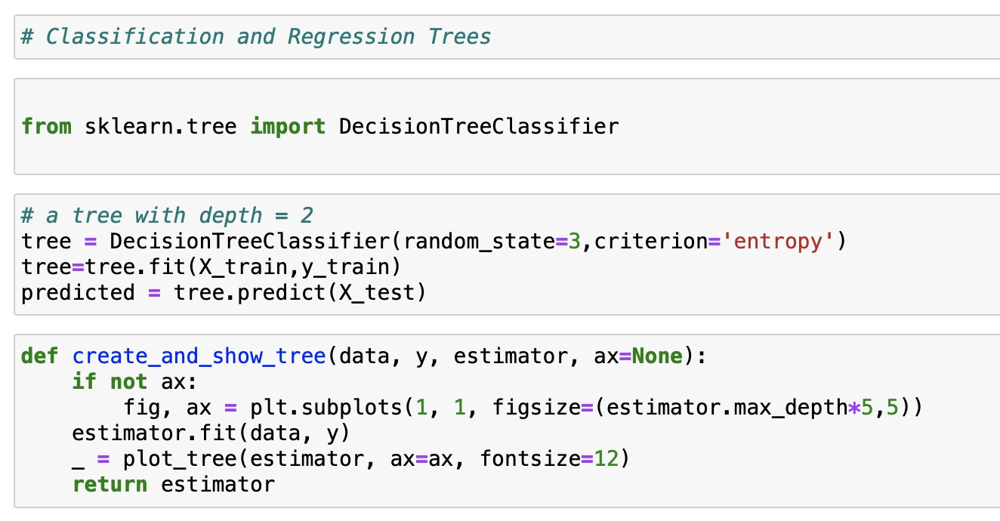 # Classification and Regression Trees
from sklearn.tree import DecisionTreeClassifier
# a tree with depth = 2
tree = DecisionTreeClassifier(random_state=3,criterion='entropy')
tree=tree.fit(X_train,y_train)
predicted = tree.predict(X_test)
def create_and_show_tree(data, y, estimator, ax=None):
    if not ax:
        fig, ax = plt.subplots(1, 1, figsize=(estimator.max_depth*5,5))
    estimator.fit(data, y)
    _ = plot_tree(estimator, ax=ax, fontsize=12)
    return estimator